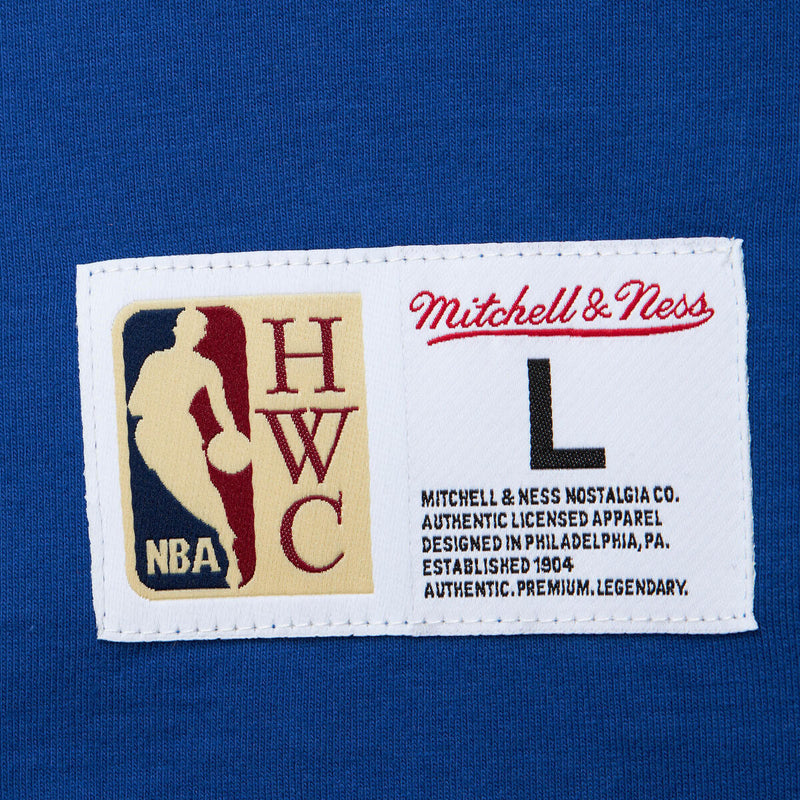 NBA
H
W
C
Mitchell & Ness
L
MITCHELL & NESS NOSTALGIA CO.
AUTHENTIC LICENSED APPAREL
DESIGNED IN PHILADELPHIA, PA.
ESTABLISHED 1904
AUTHENTIC. PREMIUM. LEGENDARY.